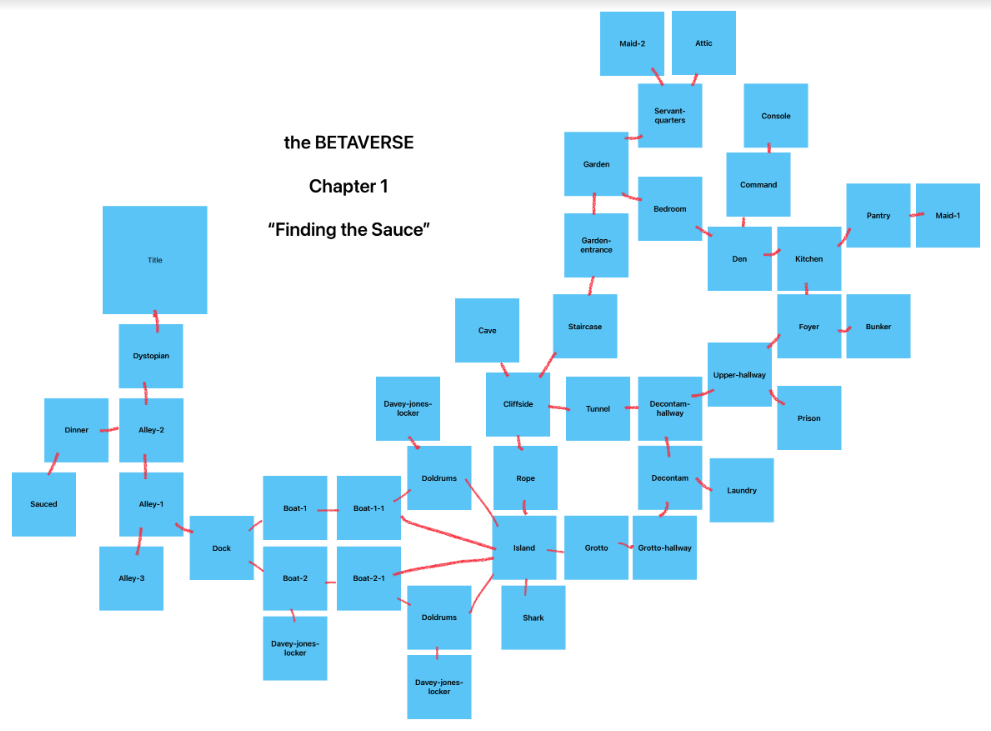 the BETAVERSE
Chapter 1
“Finding the Sauce”
Maid-2
Attic
Servant-
quarters
Console
Garden
Command
Bedroom
Pantry
Maid-1
Garden-
entrance
Den
Kitchen
Title
Cave
Staircase
Foyer
Bunker
Dystopian
Upper-hallway
Davey-jones-
locker
Cliffside
Tunnel
Decontam-
hallway
Prison
Dinner
Alley-2
Doldrums
Rope
Decontam
Laundry
Sauced
Alley-1
Boat-1
Boat-1-1
Dock
Island
Grotto
Grotto-hallway
Alley-3
Boat-2
Boat-2-1
Doldrums
Shark
Davey-jones-
locker
Davey-jones-
locker